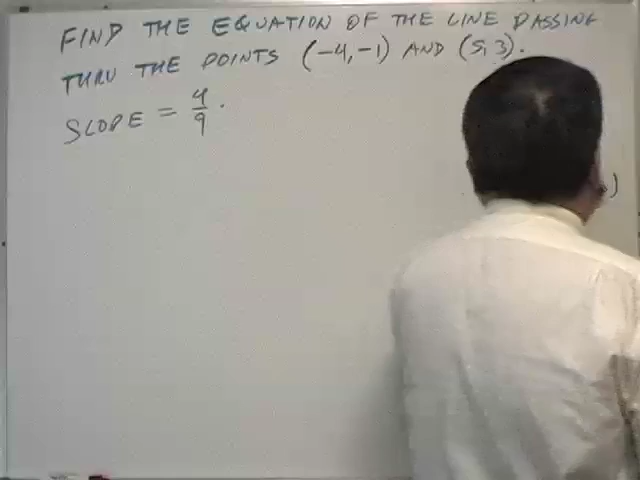 FIND THE EQUATION OF THE LINE PASSING
THRU THE POINTS (-4,-1) AND (5,3).
SLOPE = 4/9.